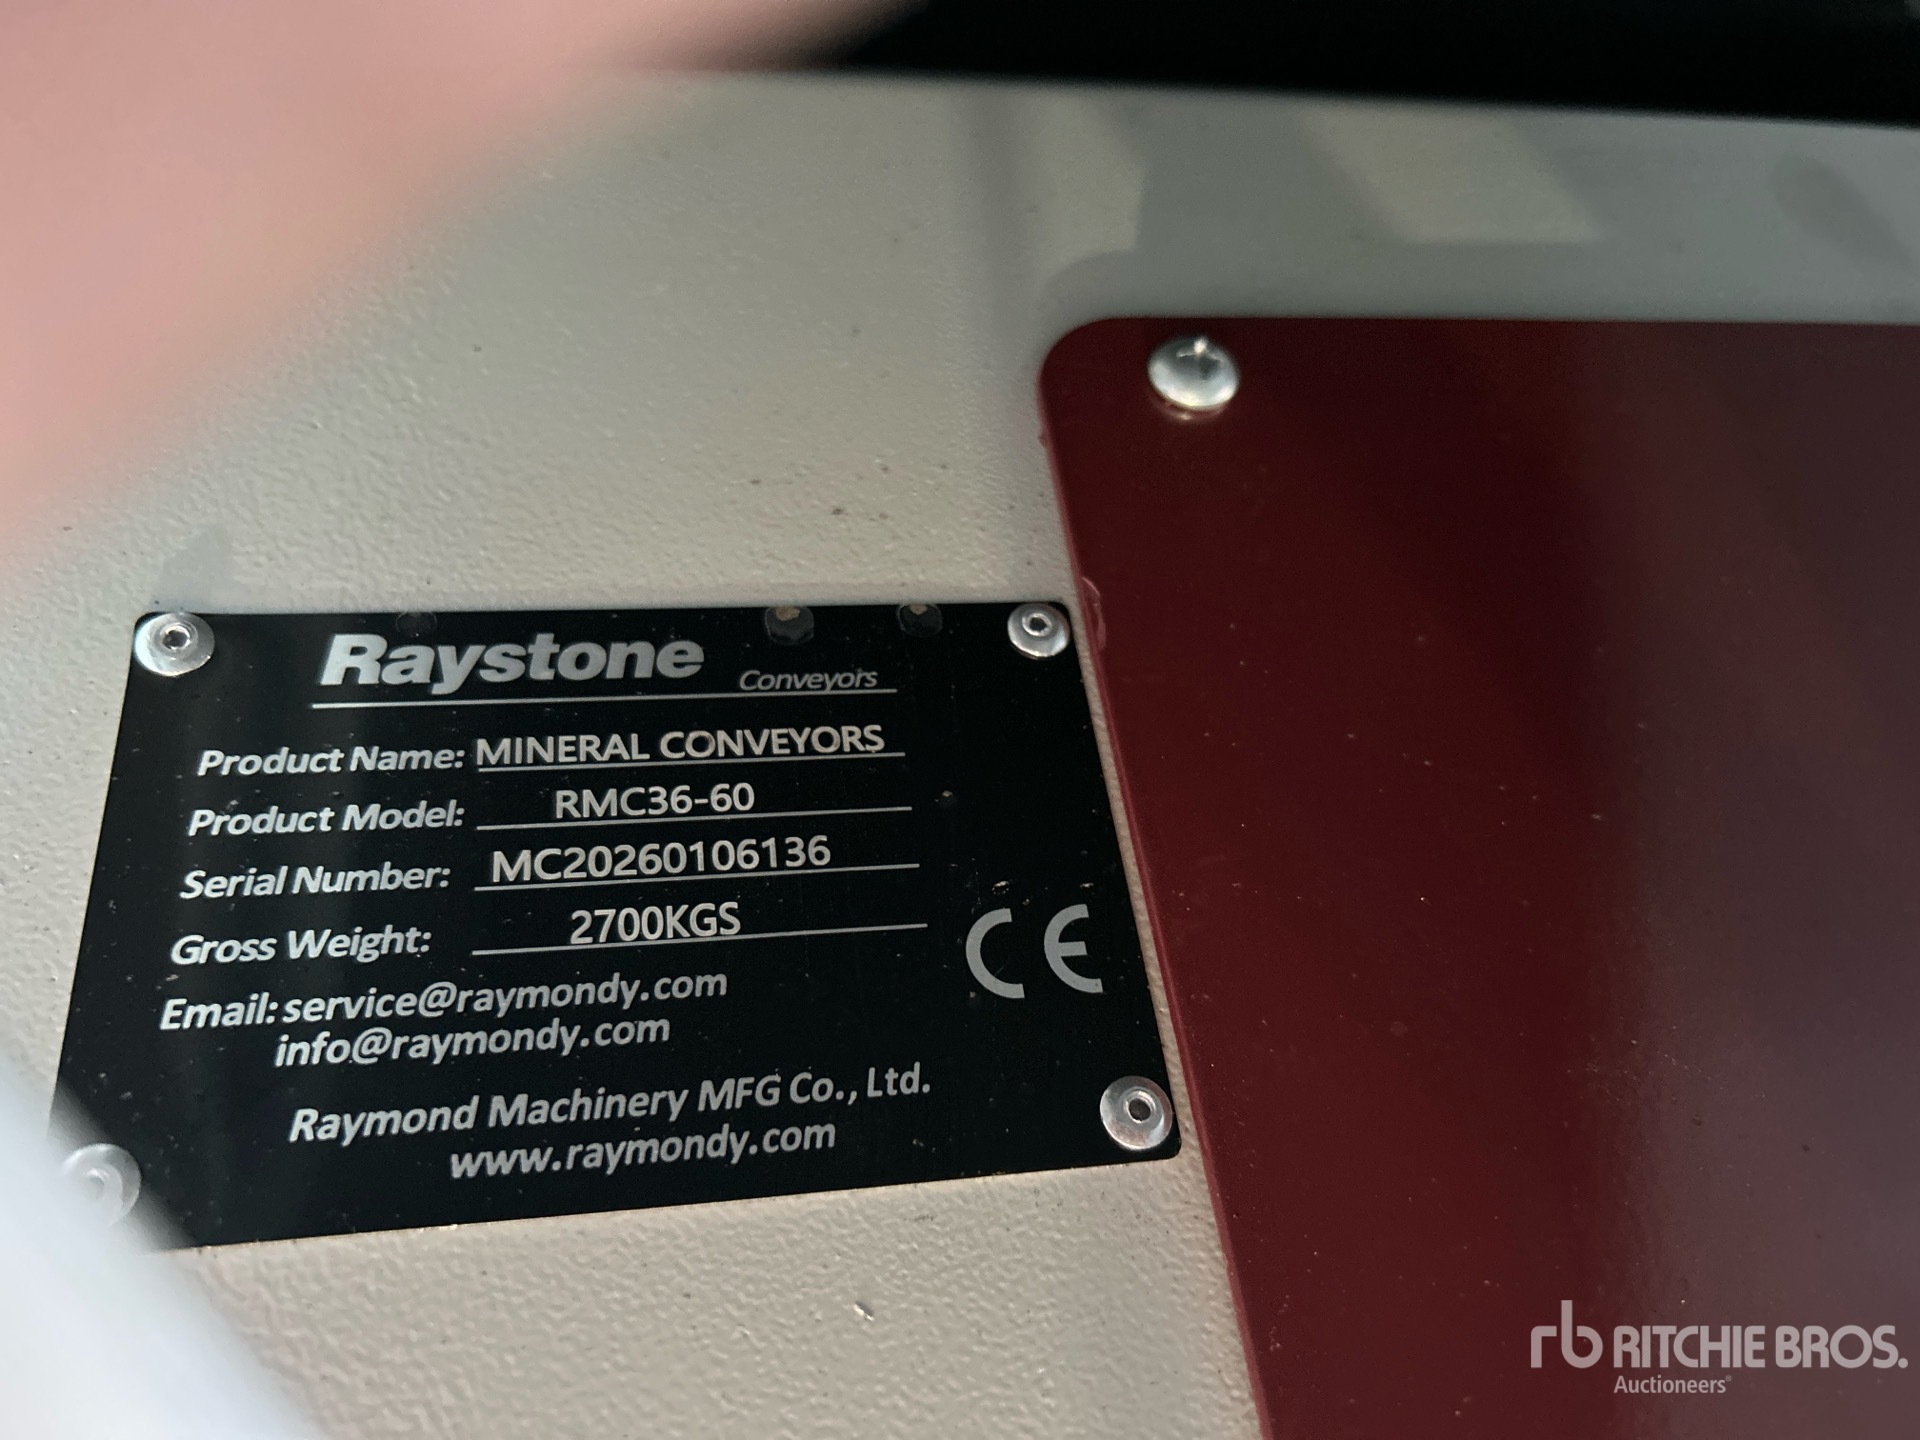 Raystone Conveyors
Product Name: MINERAL CONVEYORS
Product Model: RMC36-60
Serial Number: MC20260106136
Gross Weight: 2700KGS
Email: service@raymondy.com
info@raymondy.com
CE
Raymond Machinery MFG Co., Ltd.
www.raymondy.com
rb RITCHIE BROS.
Auctioneers®